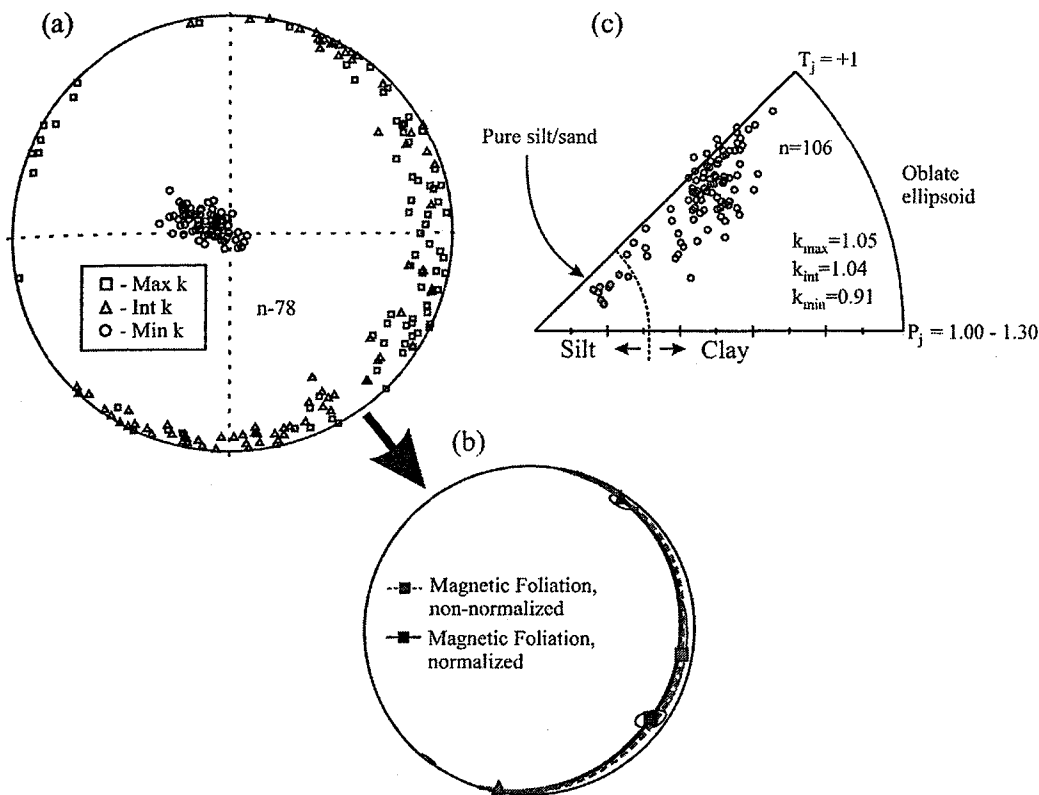 (a)
n-78
- Max k
- Int k
- Min k
(c)
T_j = +1
Pure silt/sand
n=106
Oblate
ellipsoid
k_max=1.05
k_int=1.04
k_min=0.91
P_j = 1.00 - 1.30
Silt
Clay
(b)
Magnetic Foliation,
non-normalized
Magnetic Foliation,
normalized